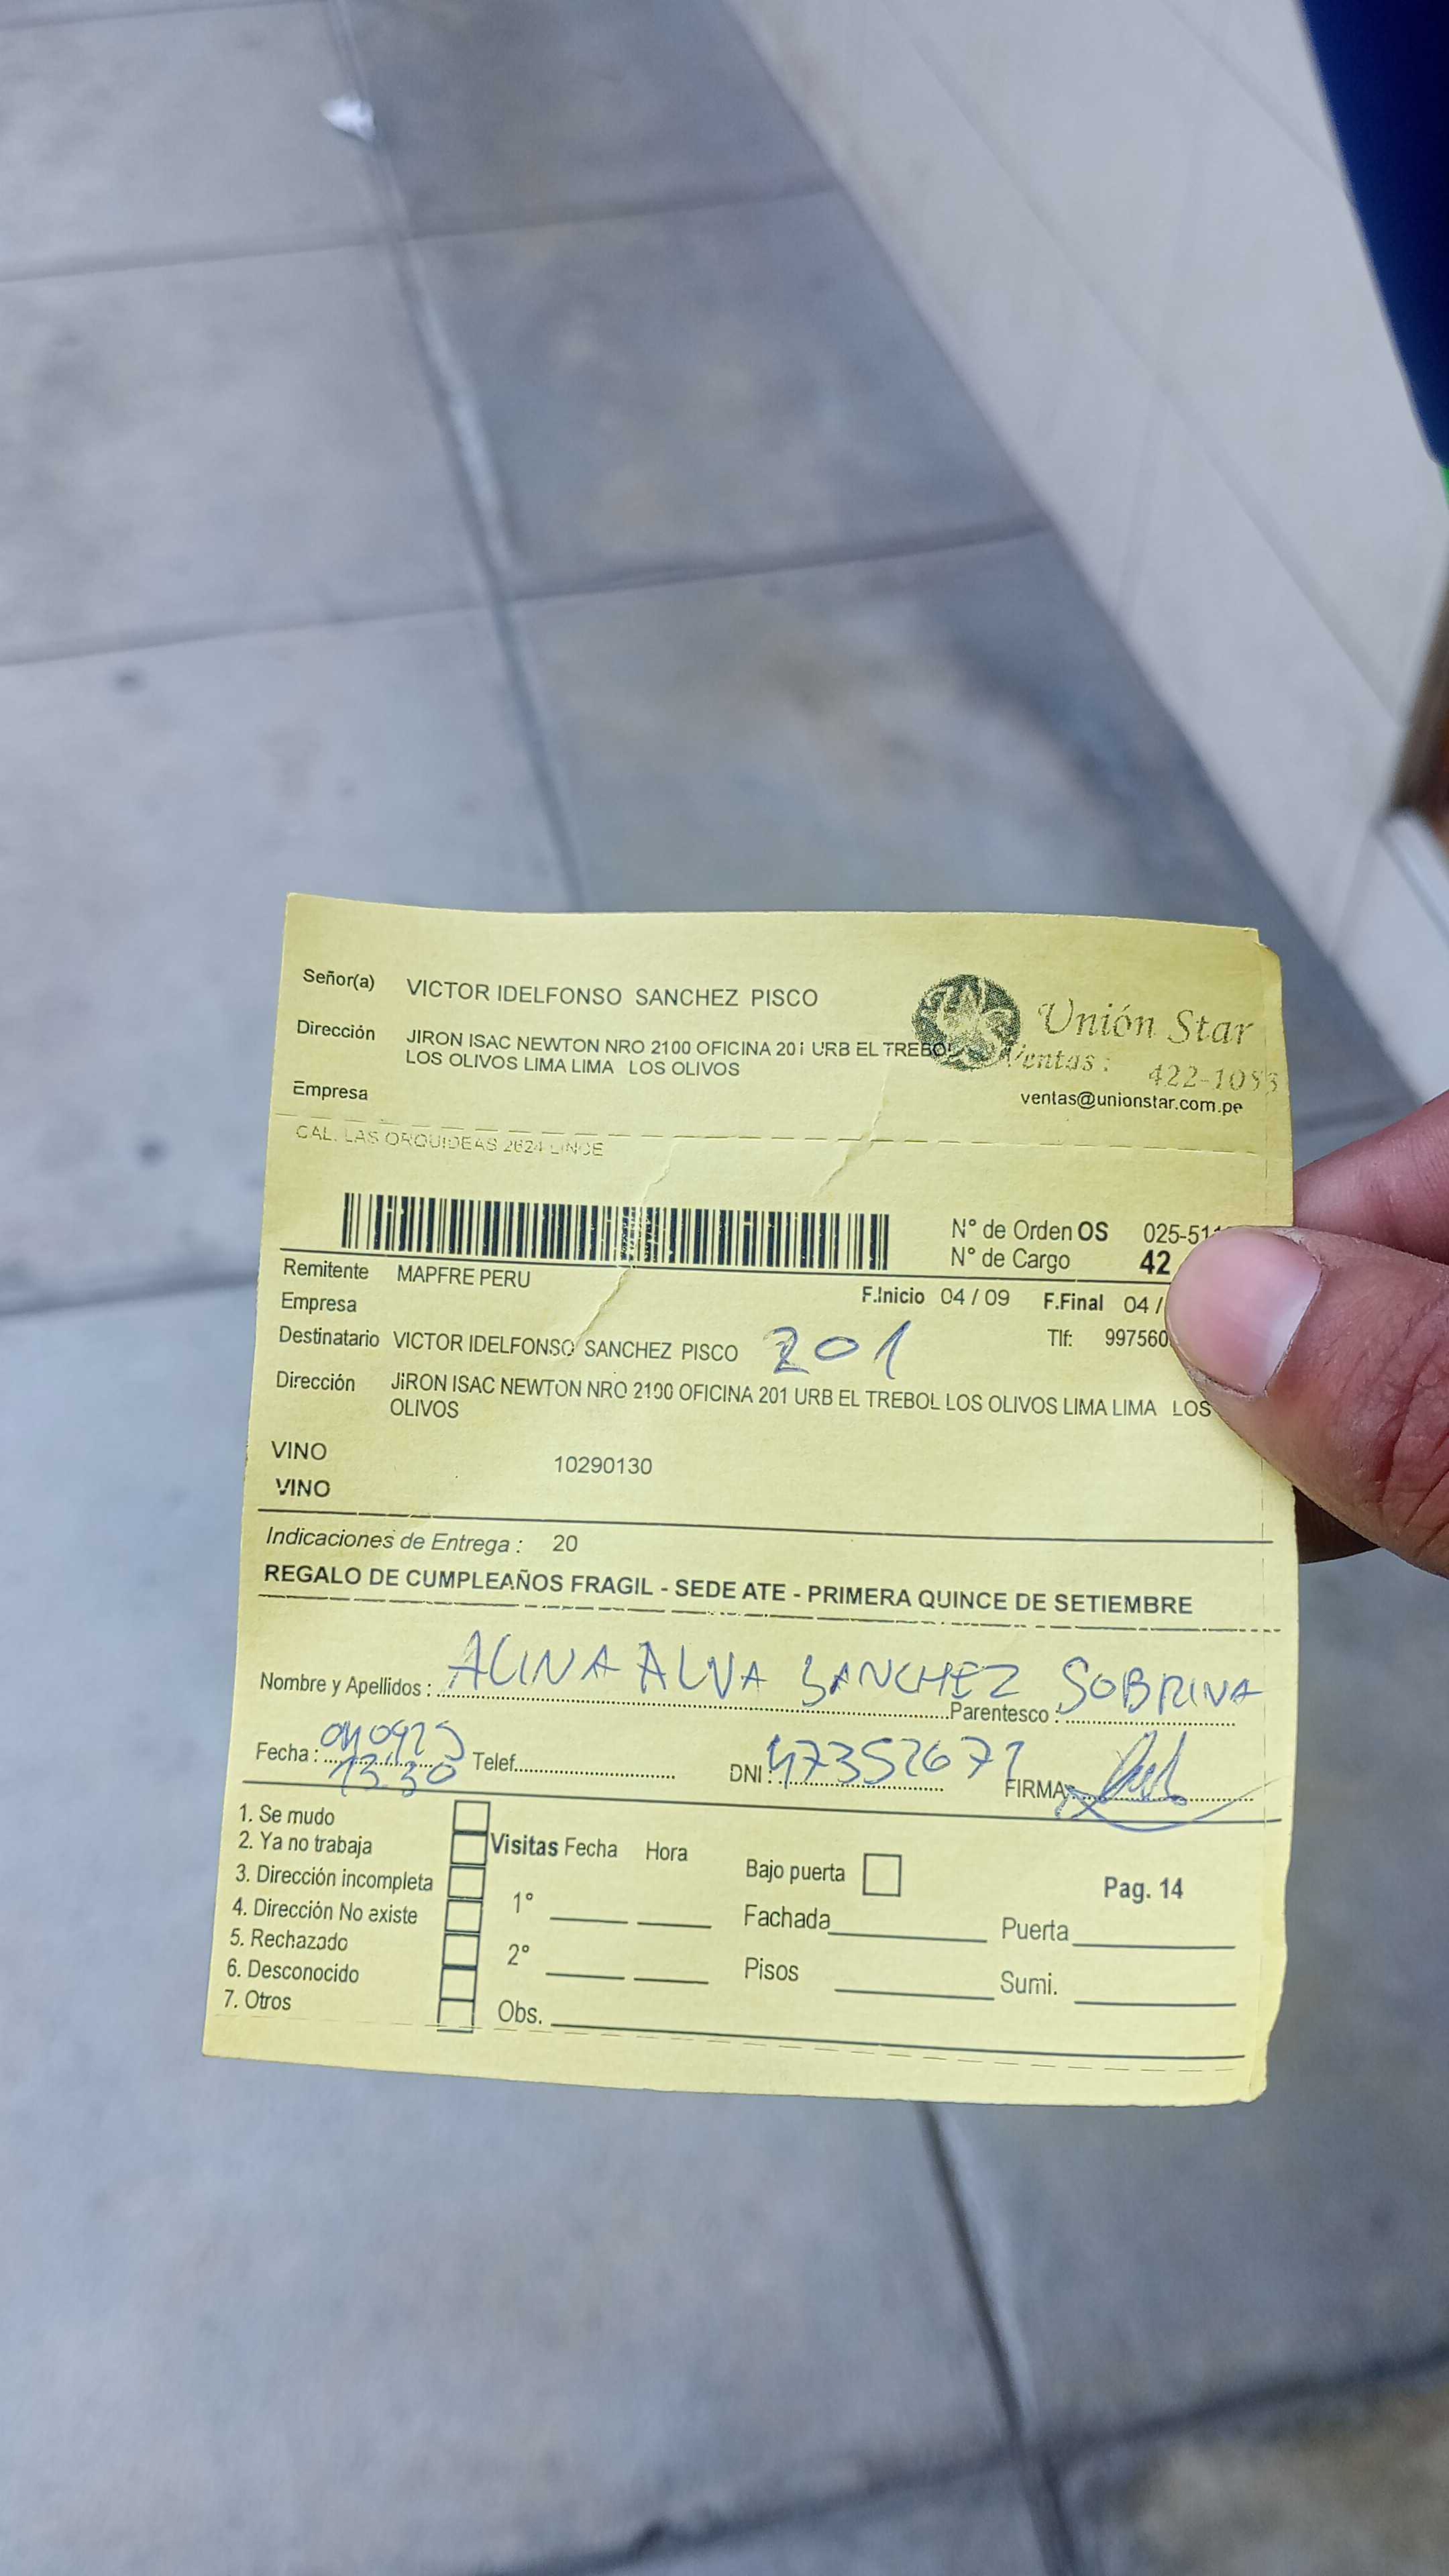 Señor(a) VICTOR IDELFONSO SANCHEZ PISCO
Unión Star
Dirección JIRON ISAC NEWTON NRO 2100 OFICINA 201 URB EL TREBOL
LOS OLIVOS LIMA LIMA LOS OLIVOS
Ventas : 422-1053
ventas@unionstar.com.pe
Empresa
CAL. LAS ORQUIDEAS 2624 LINCE
N° de Orden OS 025-51
N° de Cargo 42
Remitente MAPFRE PERU
F.Inicio 04 / 09 F.Final 04 /
Empresa
Destinatario VICTOR IDELFONSO SANCHEZ PISCO 201
Tlf: 997560
Dirección JIRON ISAC NEWTON NRO 2100 OFICINA 201 URB EL TREBOL LOS OLIVOS LIMA LIMA LOS
OLIVOS
VINO 10290130
VINO
Indicaciones de Entrega : 20
REGALO DE CUMPLEAÑOS FRAGIL - SEDE ATE - PRIMERA QUINCE DE SETIEMBRE
Nombre y Apellidos : ALINA ALVA SANCHEZ Parentesco : SOBRINA
Fecha : 040925 Telef. DNI : 47352671 FIRMA:
13:30
1. Se mudo
2. Ya no trabaja
3. Dirección incompleta
4. Dirección No existe
5. Rechazado
6. Desconocido
7. Otros
Visitas Fecha Hora
1°
2°
Obs.
Bajo puerta
Fachada
Pisos
Pag. 14
Puerta
Sumi.